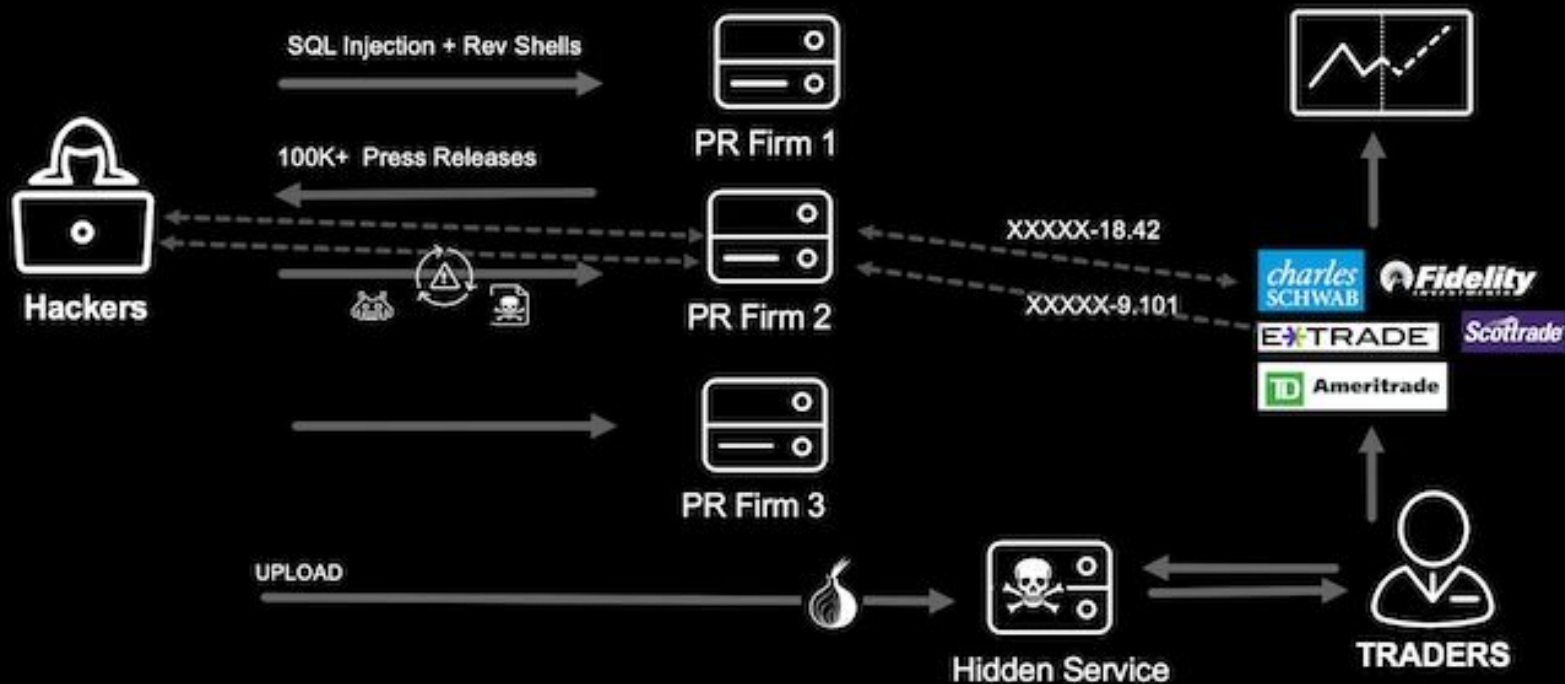 SQL Injection + Rev Shells
PR Firm 1
100K+ Press Releases
Hackers
PR Firm 2
XXXXX-18.42
XXXXX-9.101
charles
SCHWAB
Fidelity
INVESTMENTS
E*TRADE
Scottrade
TD Ameritrade
PR Firm 3
UPLOAD
Hidden Service
TRADERS